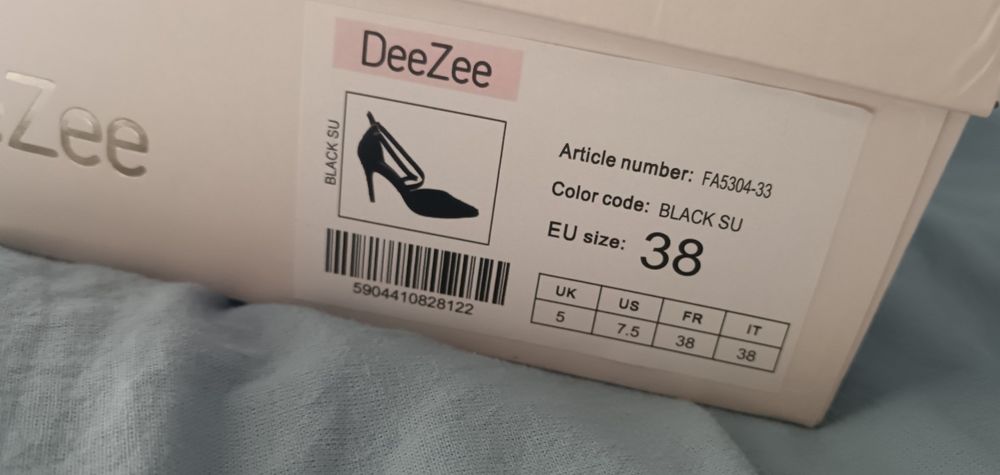 Zee
DeeZee
BLACK SU
5904410828122
Article number: FA5304-33
Color code: BLACK SU
EU size: 38
UK US FR IT
5 7.5 38 38